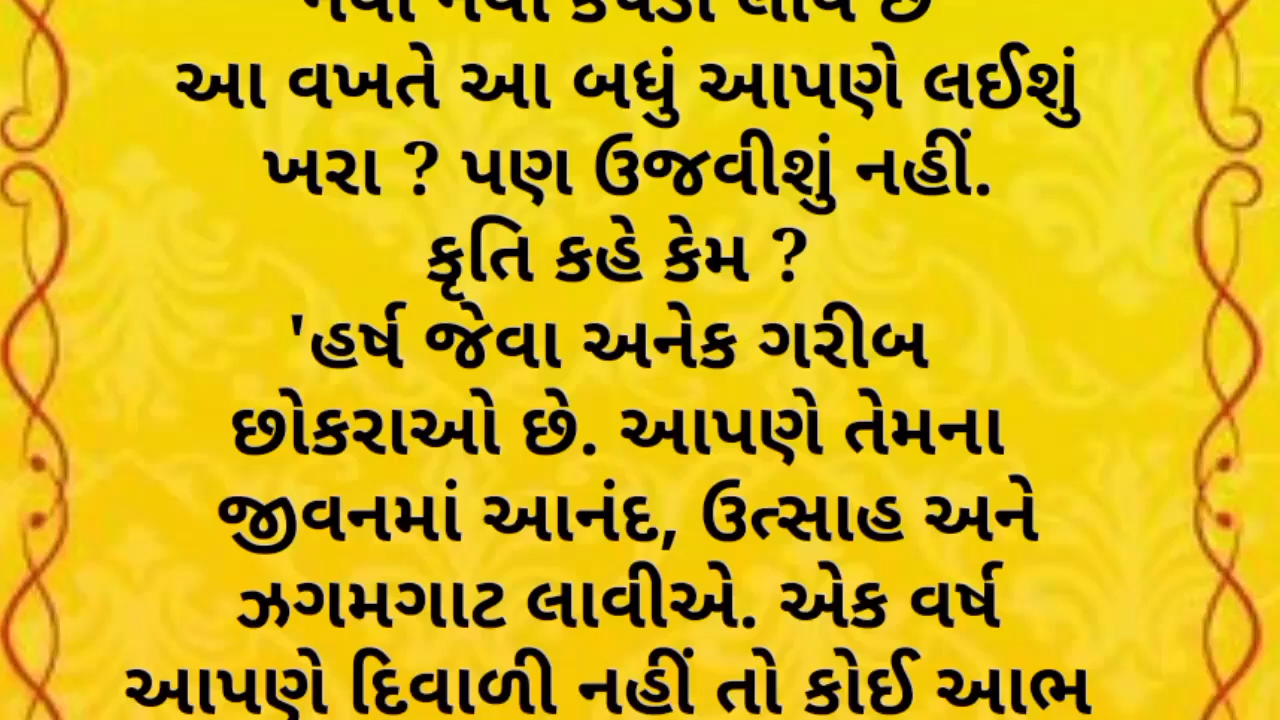 આ વખતે આ બધું આપણે લઈશું
ખરા ? પણ ઉજવીશું નહીં.
કૃતિ કહે કેમ ?
'હર્ષ જેવા અનેક ગરીબ
છોકરાઓ છે. આપણે તેમના
જીવનમાં આનંદ, ઉત્સાહ અને
ઝગમગાટ લાવીએ. એક વર્ષ
આપણે દિવાળી નહીં તો કોઈ આભ